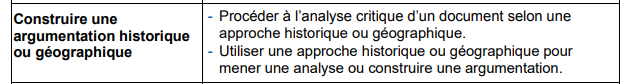 Construire une
argumentation historique
ou géographique
- Procéder à l'analyse critique d'un document selon une
approche historique ou géographique.
- Utiliser une approche historique ou géographique pour
mener une analyse ou construire une argumentation.